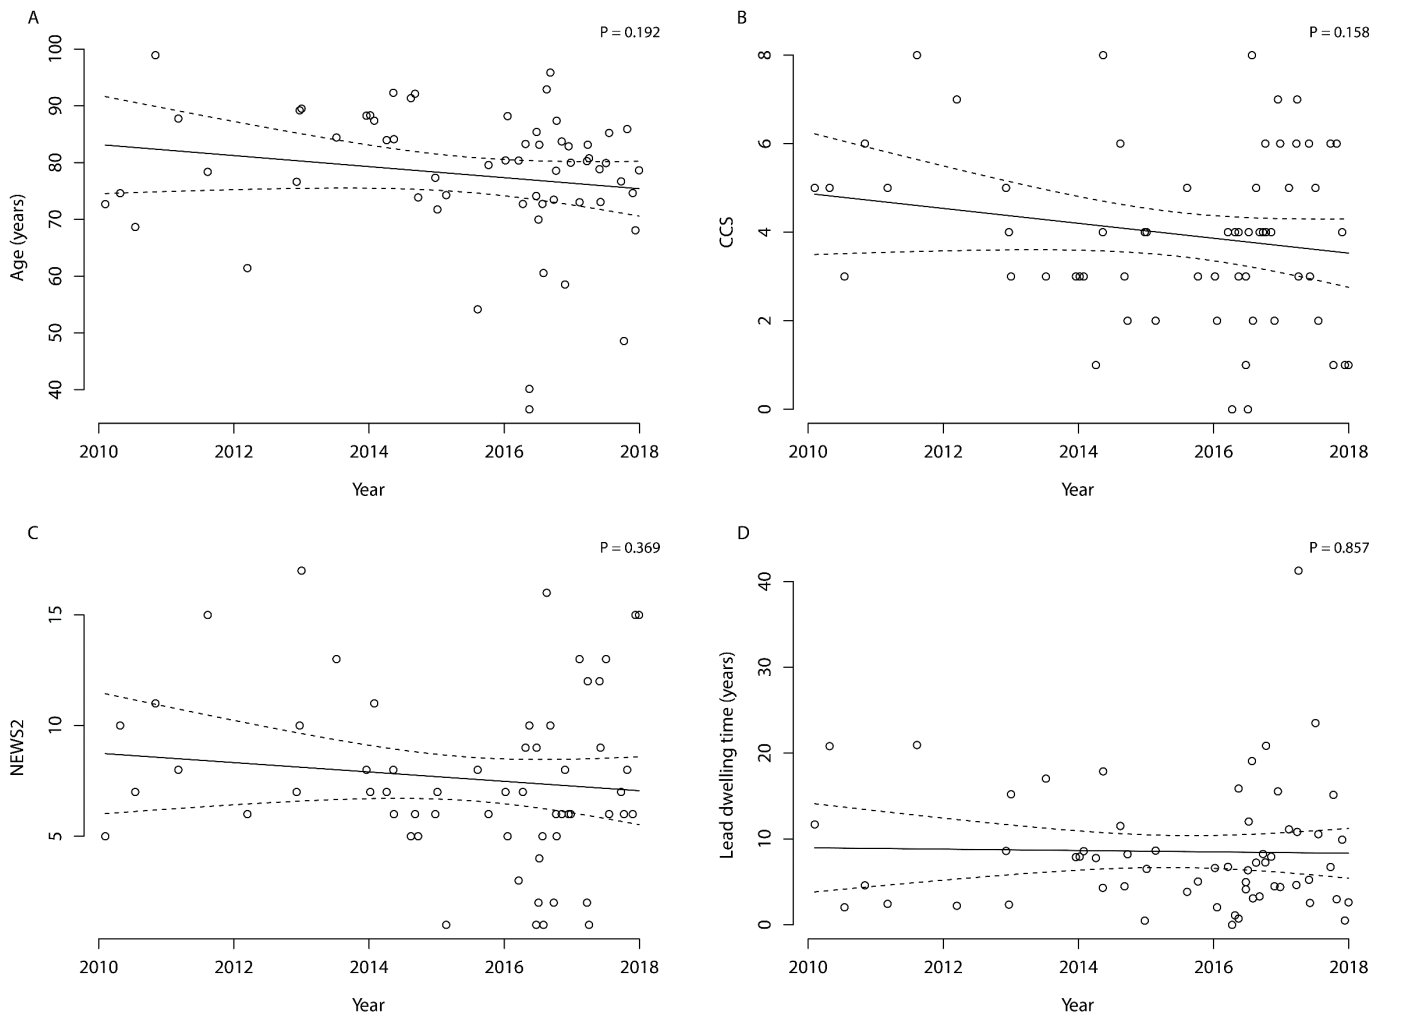 A
P = 0.192
100
90
80
70
60
50
40
Age (years)
2010 2012 2014 2016 2018
Year
B
P = 0.158
8
6
4
2
0
CCS
2010 2012 2014 2016 2018
Year
C
P = 0.369
15
10
5
NEWS2
2010 2012 2014 2016 2018
Year
D
P = 0.857
40
30
20
10
0
Lead dwelling time (years)
2010 2012 2014 2016 2018
Year